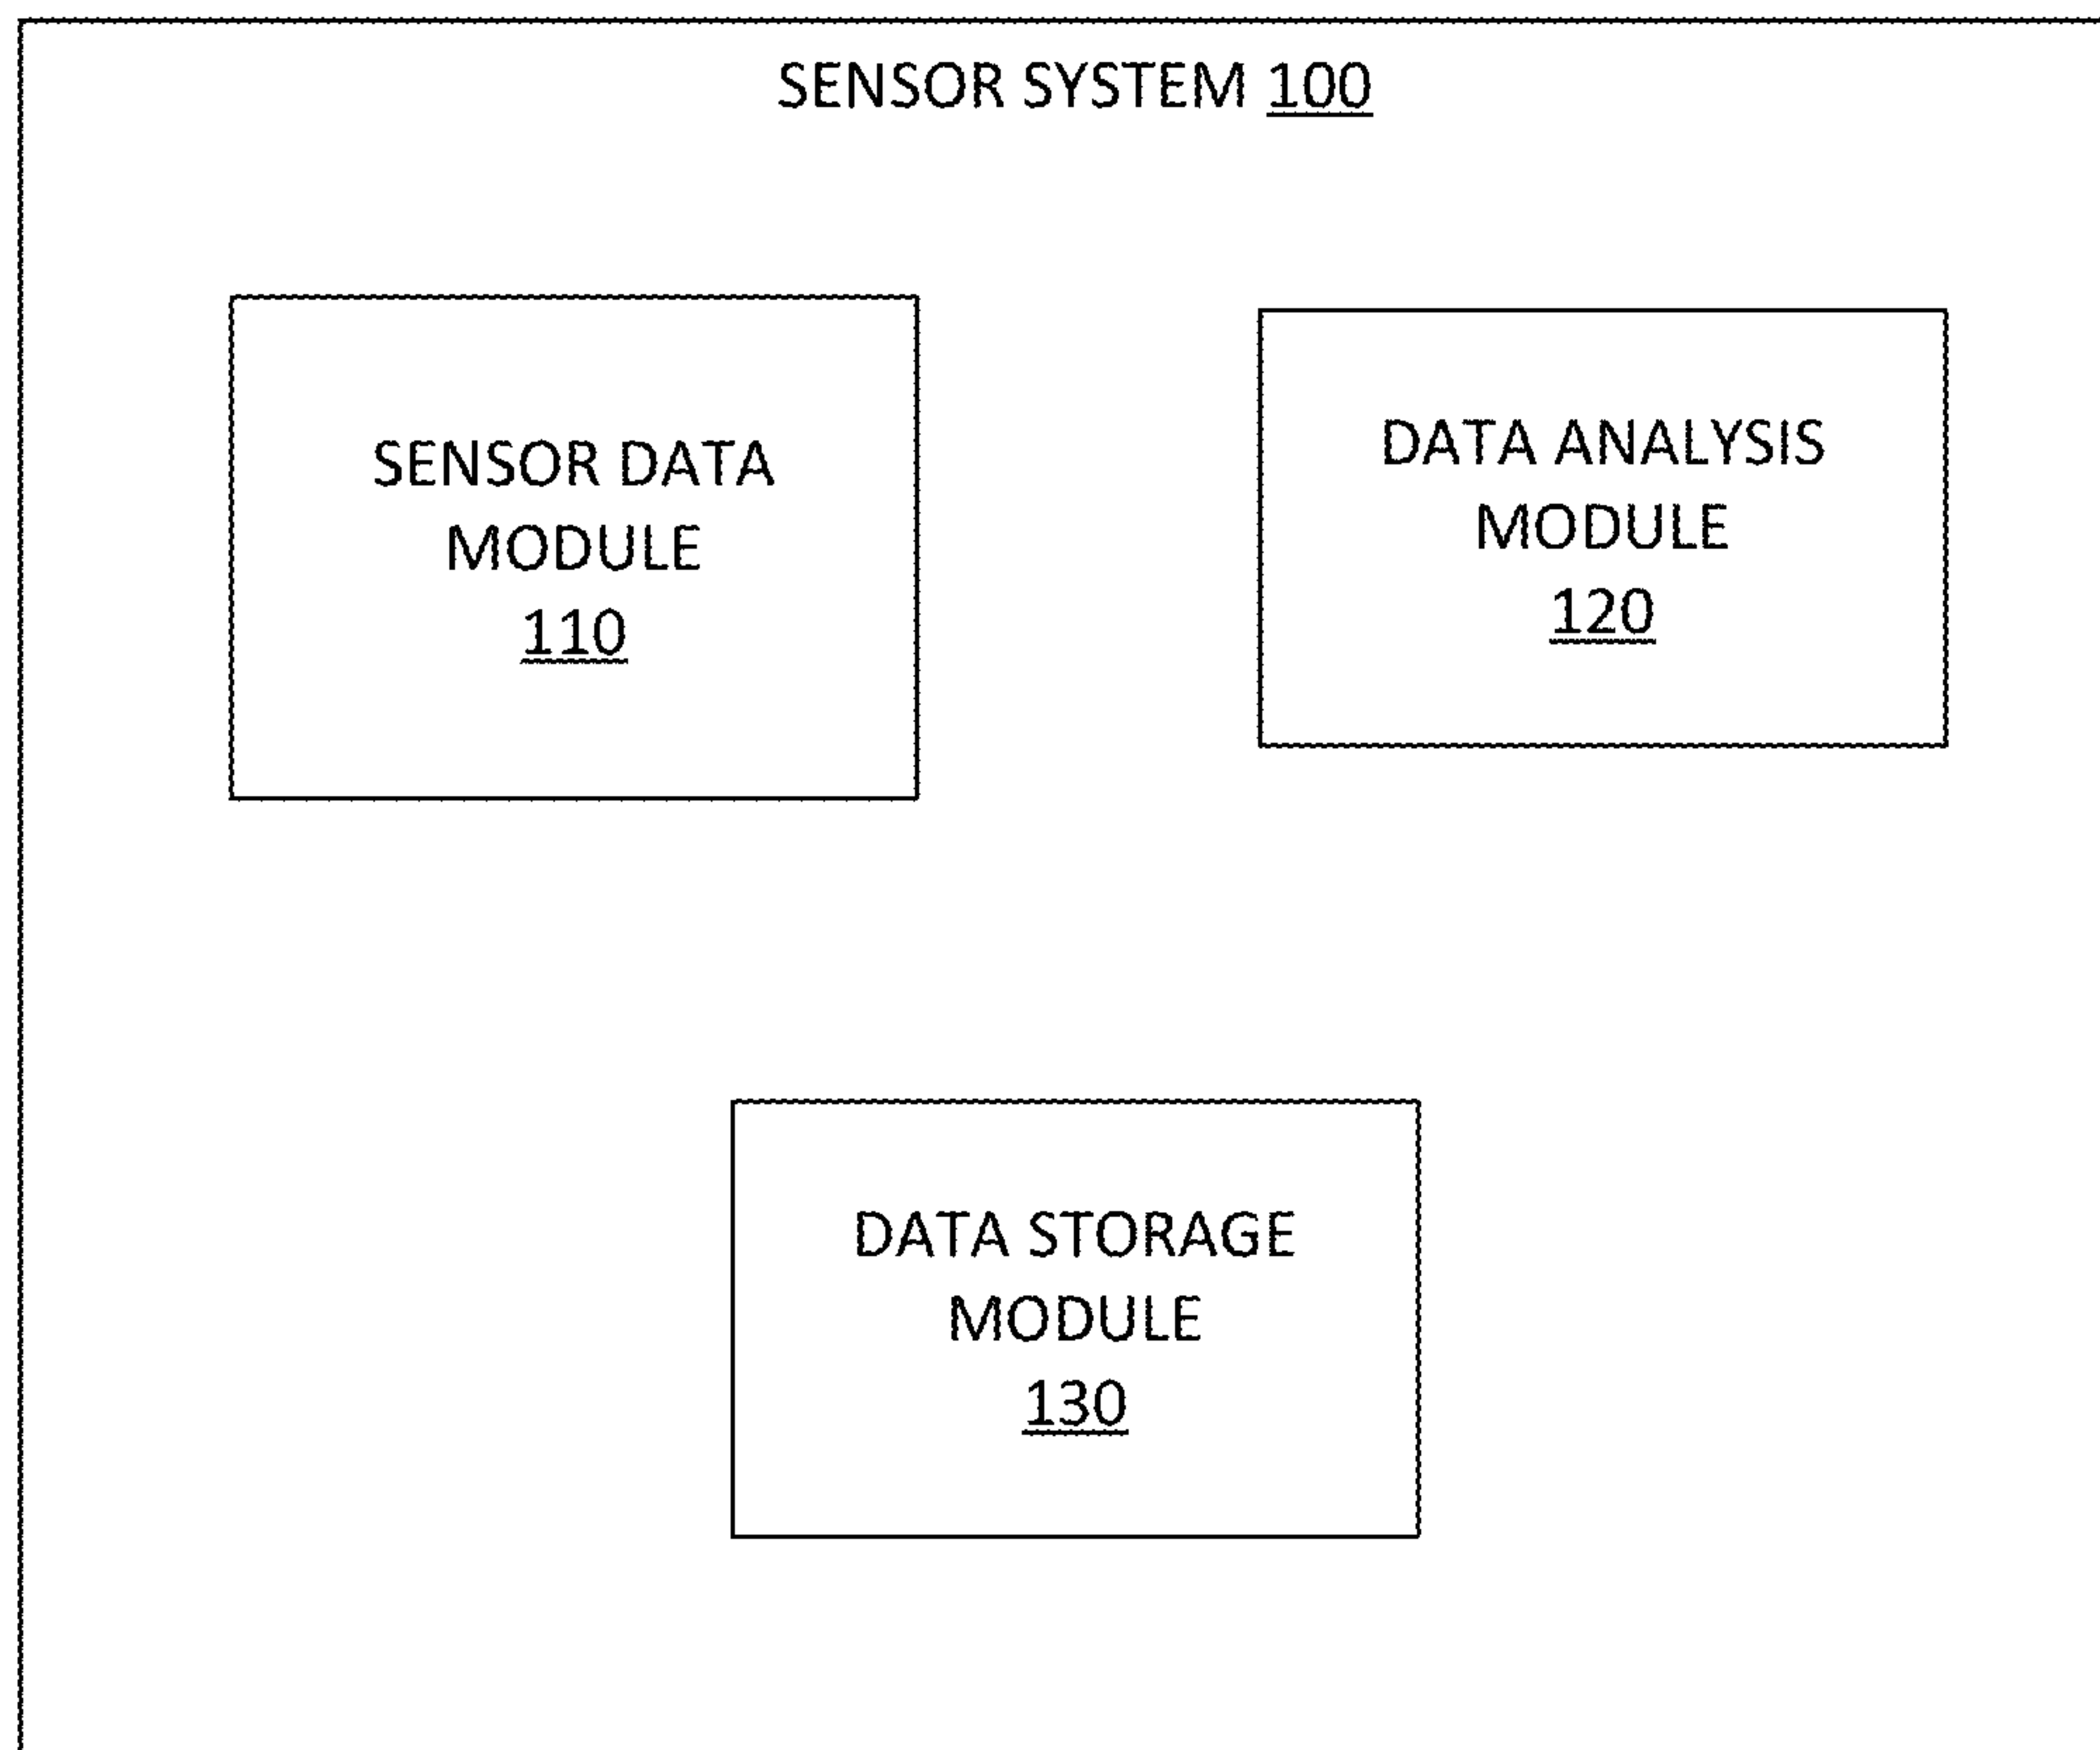 SENSOR SYSTEM 100
SENSOR DATA
MODULE
110
DATA ANALYSIS
MODULE
120
DATA STORAGE
MODULE
130